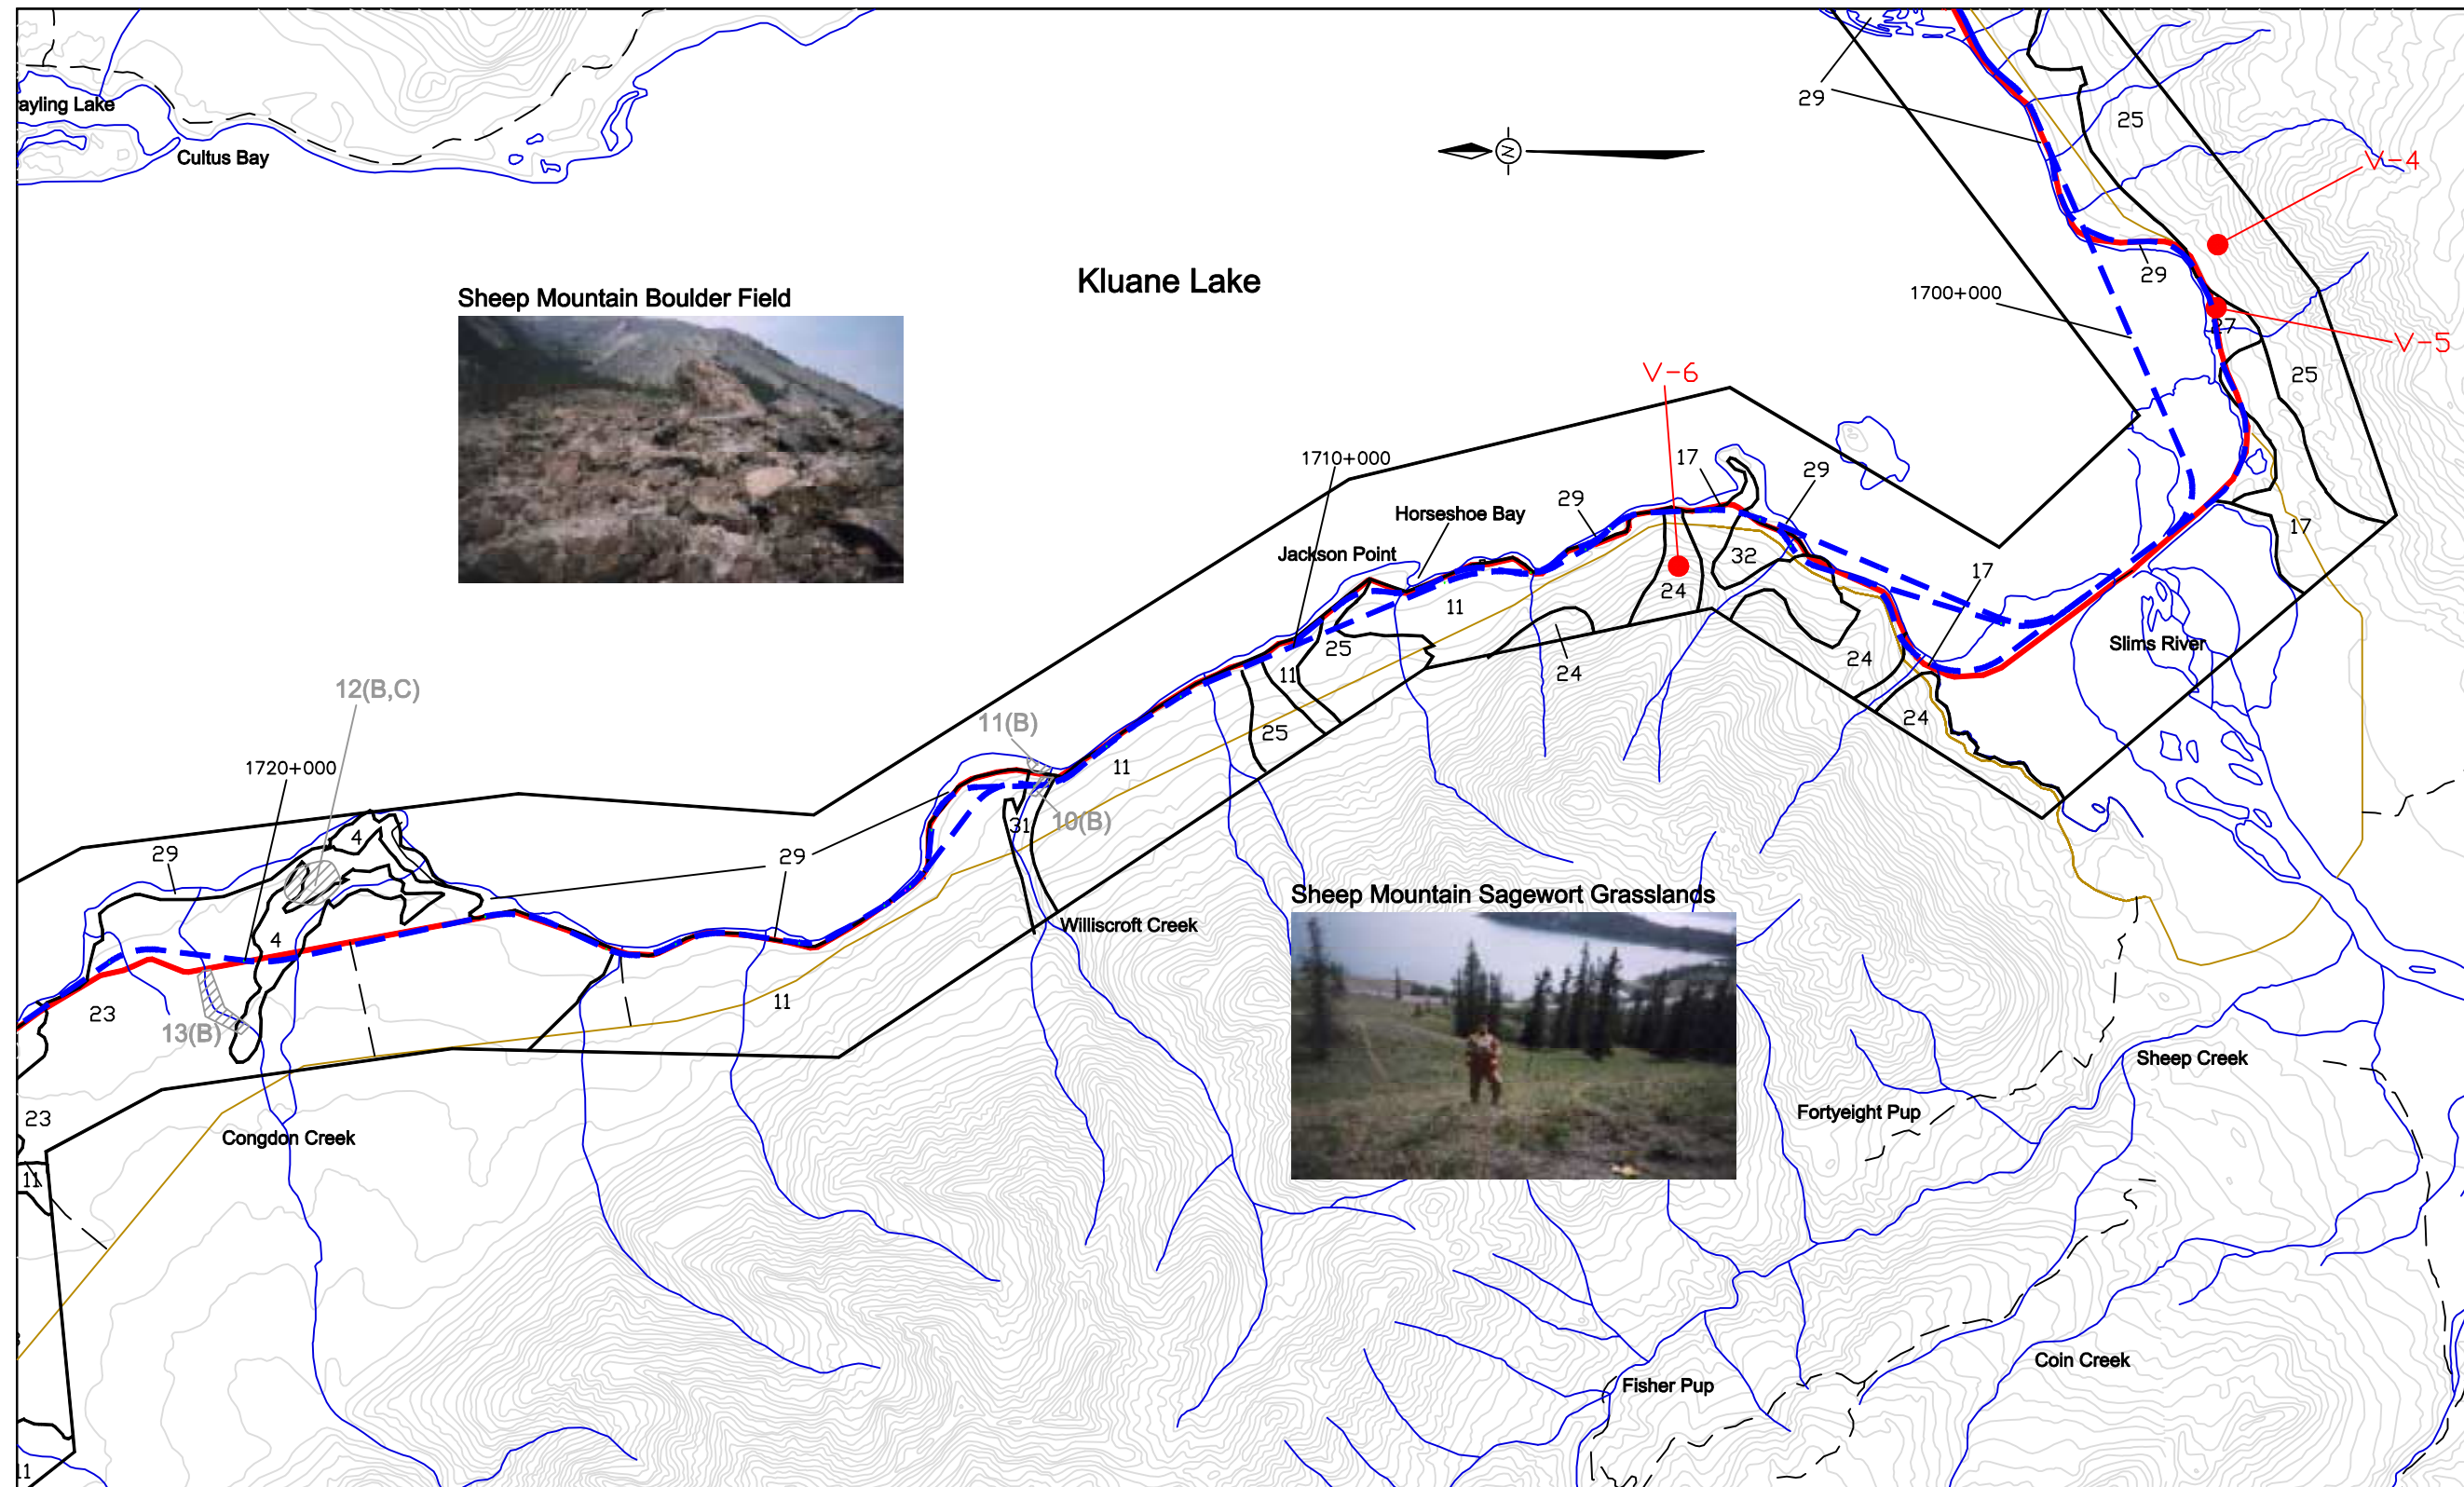 ayling Lake
Cultus Bay
29
25
V-4
Kluane Lake
29
1700+000
Sheep Mountain Boulder Field
27
V-5
V-6
25
1710+000
17
29
29
Horseshoe Bay
17
Jackson Point
32
17
24
11
Slims River
25
24
24
11
12(B,C)
24
11(B)
25
1720+000
11
10(B)
31
4
29
29
Sheep Mountain Sagewort Grasslands
Williscroft Creek
4
11
23
13(B)
Sheep Creek
23
Fortyeight Pup
Congdon Creek
11
Coin Creek
Fisher Pup
11
N